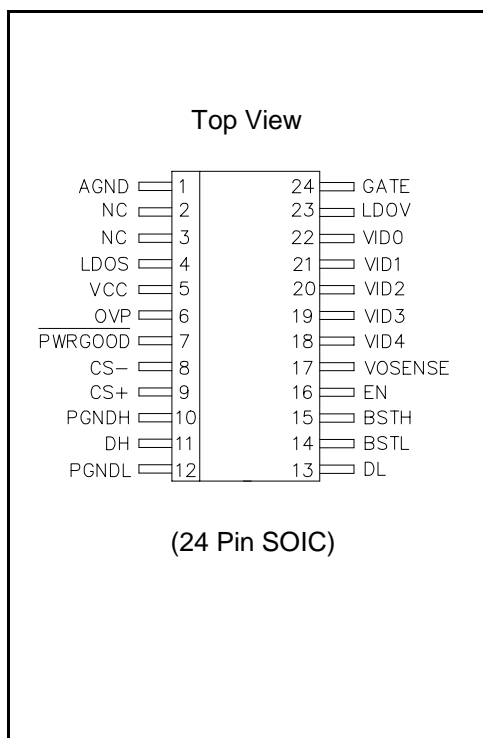 Top View
AGND 1 24 GATE
NC 2 23 LDOV
NC 3 22 VID0
LDOS 4 21 VID1
VCC 5 20 VID2
OVP 6 19 VID3
PWRGOOD 7 18 VID4
CS− 8 17 VOSENSE
CS+ 9 16 EN
PGNDH 10 15 BSTH
DH 11 14 BSTL
PGNDL 12 13 DL
(24 Pin SOIC)